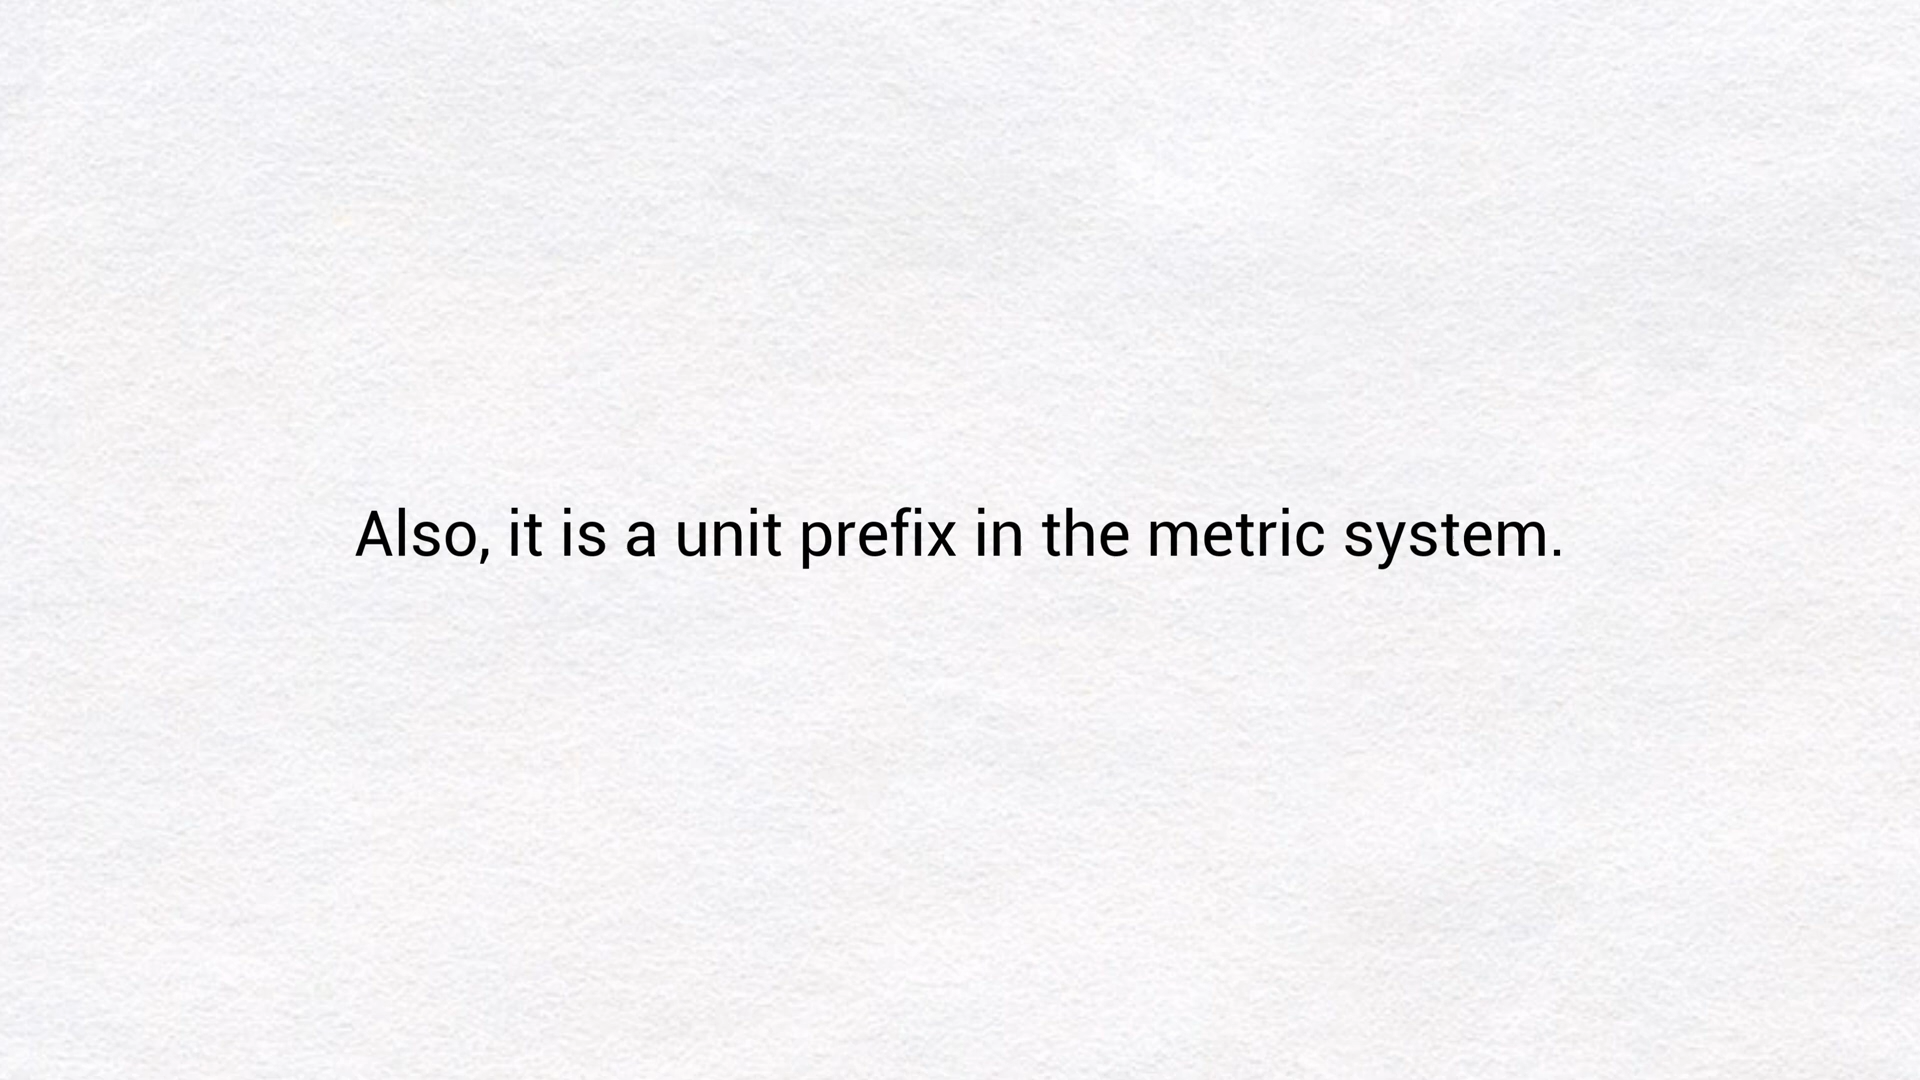 Also, it is a unit prefix in the metric system.